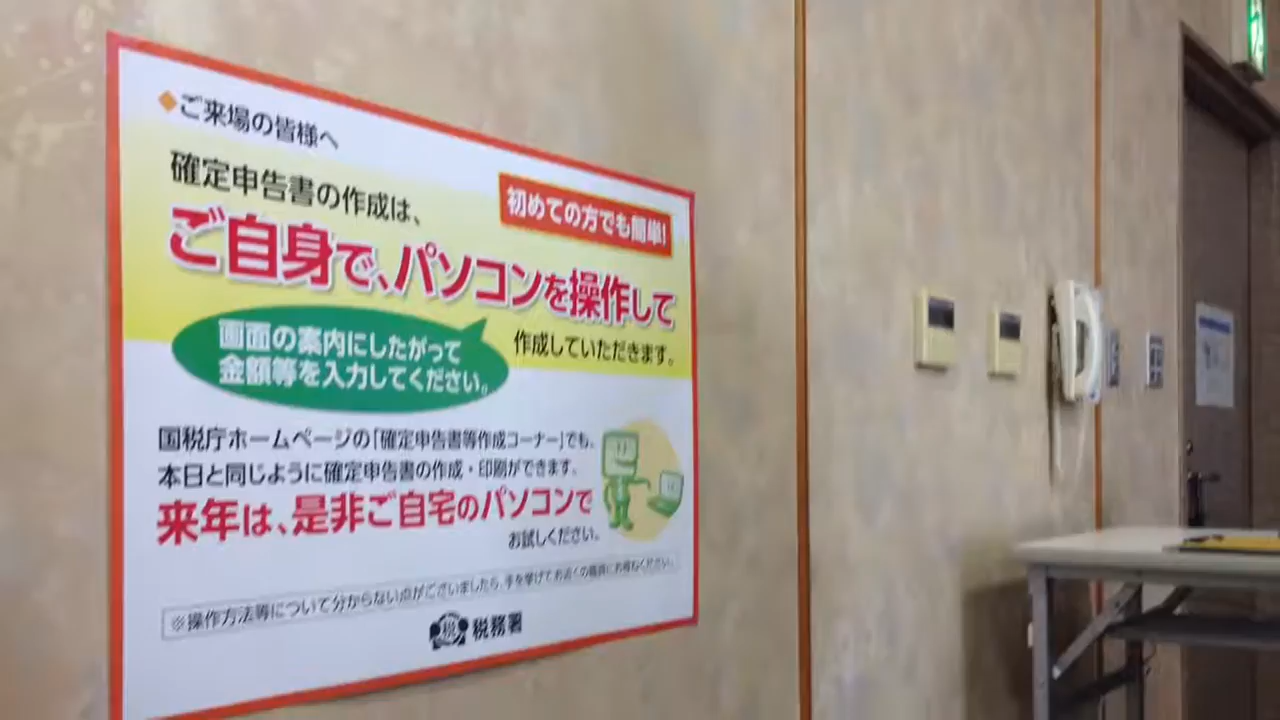 ◆ご来場の皆様へ
確定申告書の作成は、
初めての方でも簡単!
ご自身で、パソコンを操作して
作成していただきます。
画面の案内にしたがって
金額等を入力してください。
国税庁ホームページの「確定申告書等作成コーナー」でも、
本日と同じように確定申告書の作成・印刷ができます。
来年は、是非ご自宅のパソコンで
お試しください。
※操作方法等について分からない点がございましたら、手を挙げてお近くの職員にお尋ねください。
税 税務署